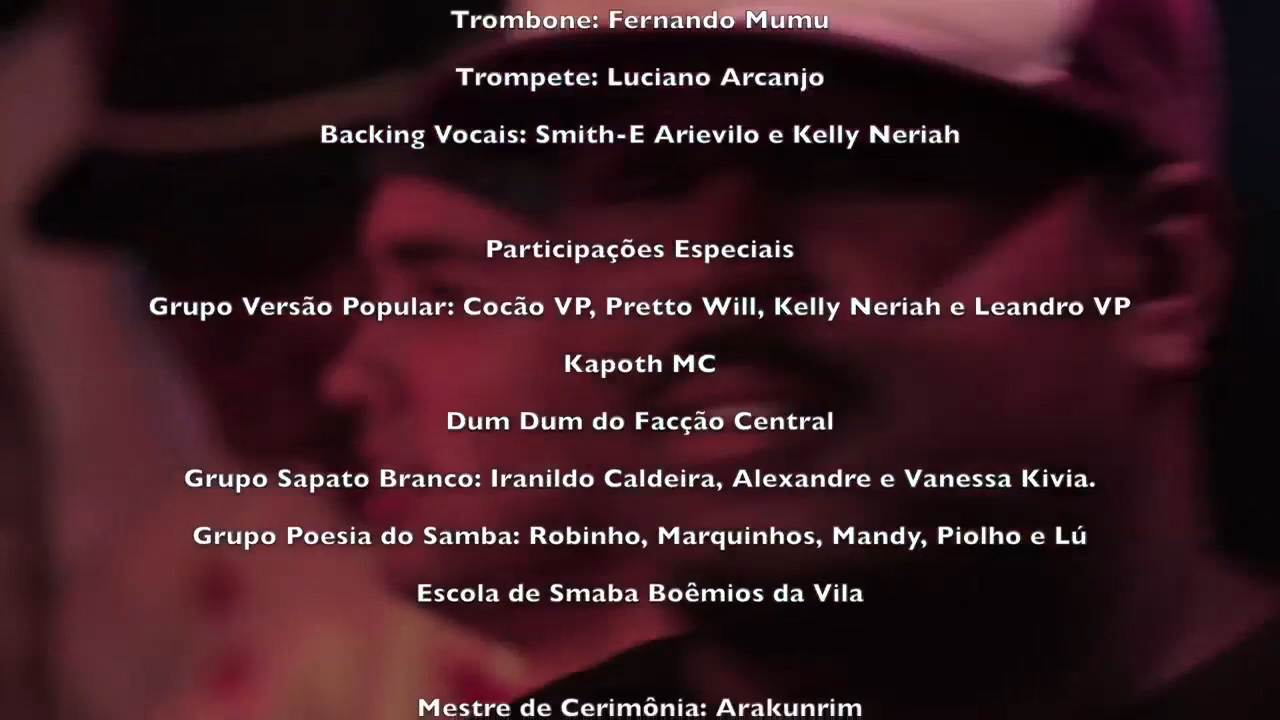 Trombone: Fernando Mumu
Trompete: Luciano Arcanjo
Backing Vocais: Smith-E Arievilo e Kelly Neriah
Participações Especiais
Grupo Versão Popular: Cocão VP, Pretto Will, Kelly Neriah e Leandro VP
Kapoth MC
Dum Dum do Facção Central
Grupo Sapato Branco: Iranildo Caldeira, Alexandre e Vanessa Kivia.
Grupo Poesia do Samba: Robinho, Marquinhos, Mandy, Piolho e Lú
Escola de Smaba Boêmios da Vila
Mestre de Cerimônia: Arakunrim